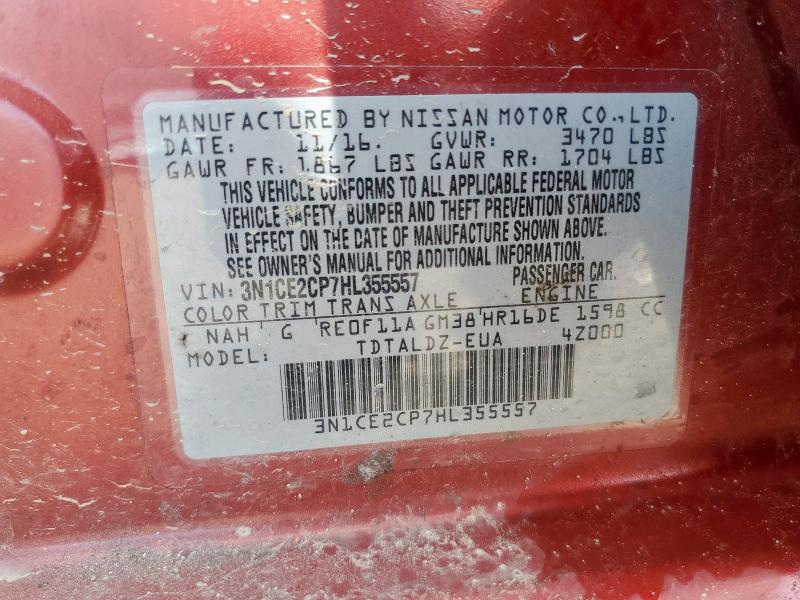 MANUFACTURED BY NISSAN MOTOR CO., LTD.
DATE: 11/16. GVWR: 3470 LBS
GAWR FR: 1867 LBS GAWR RR: 1704 LBS
THIS VEHICLE CONFORMS TO ALL APPLICABLE FEDERAL MOTOR
VEHICLE SAFETY, BUMPER AND THEFT PREVENTION STANDARDS
IN EFFECT ON THE DATE OF MANUFACTURE SHOWN ABOVE.
SEE OWNER'S MANUAL FOR ADDITIONAL INFORMATION.
VIN: 3N1CE2CP7HL355557 PASSENGER CAR.
COLOR TRIM TRANS AXLE ENGINE
NAH G RE0F11A GM38 HR16DE 1598 CC
MODEL: TDTALDZ-EUA 4Z000
3N1CE2CP7HL355557